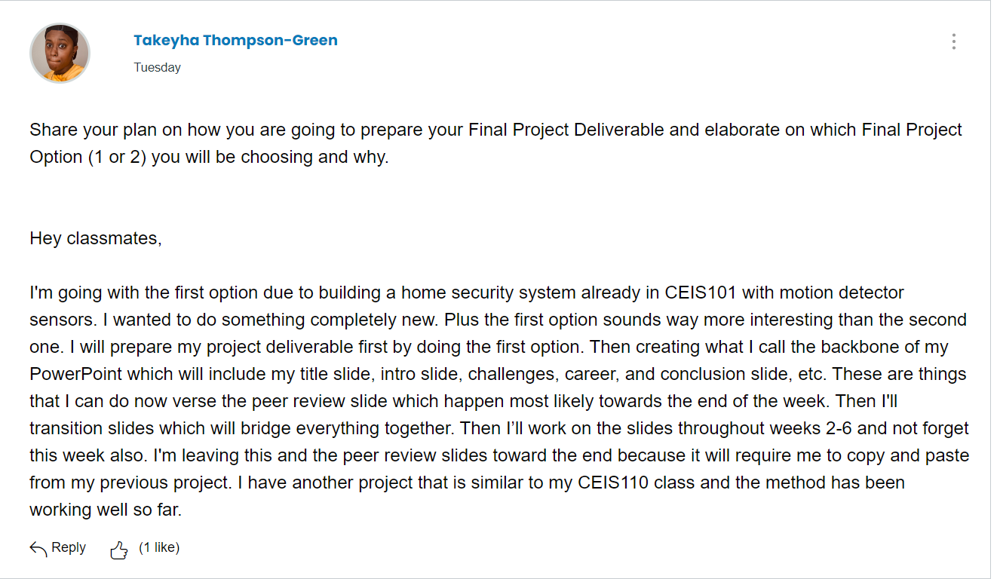 Takeyha Thompson-Green
Tuesday
Share your plan on how you are going to prepare your Final Project Deliverable and elaborate on which Final Project
Option (1 or 2) you will be choosing and why.
Hey classmates,
I'm going with the first option due to building a home security system already in CEIS101 with motion detector
sensors. I wanted to do something completely new. Plus the first option sounds way more interesting than the second
one. I will prepare my project deliverable first by doing the first option. Then creating what I call the backbone of my
PowerPoint which will include my title slide, intro slide, challenges, career, and conclusion slide, etc. These are things
that I can do now verse the peer review slide which happen most likely towards the end of the week. Then I'll
transition slides which will bridge everything together. Then I’ll work on the slides throughout weeks 2-6 and not forget
this week also. I'm leaving this and the peer review slides toward the end because it will require me to copy and paste
from my previous project. I have another project that is similar to my CEIS110 class and the method has been
working well so far.
Reply (1 like)